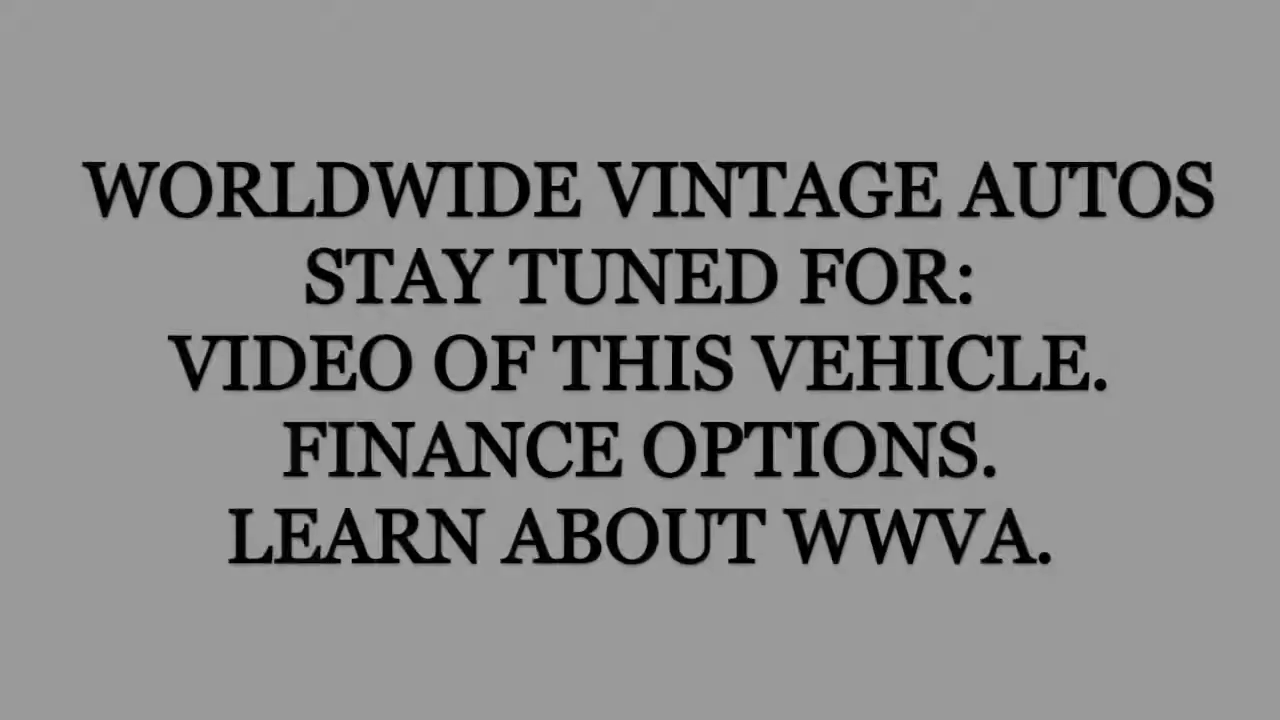 WORLDWIDE VINTAGE AUTOS
STAY TUNED FOR:
VIDEO OF THIS VEHICLE.
FINANCE OPTIONS.
LEARN ABOUT WWVA.